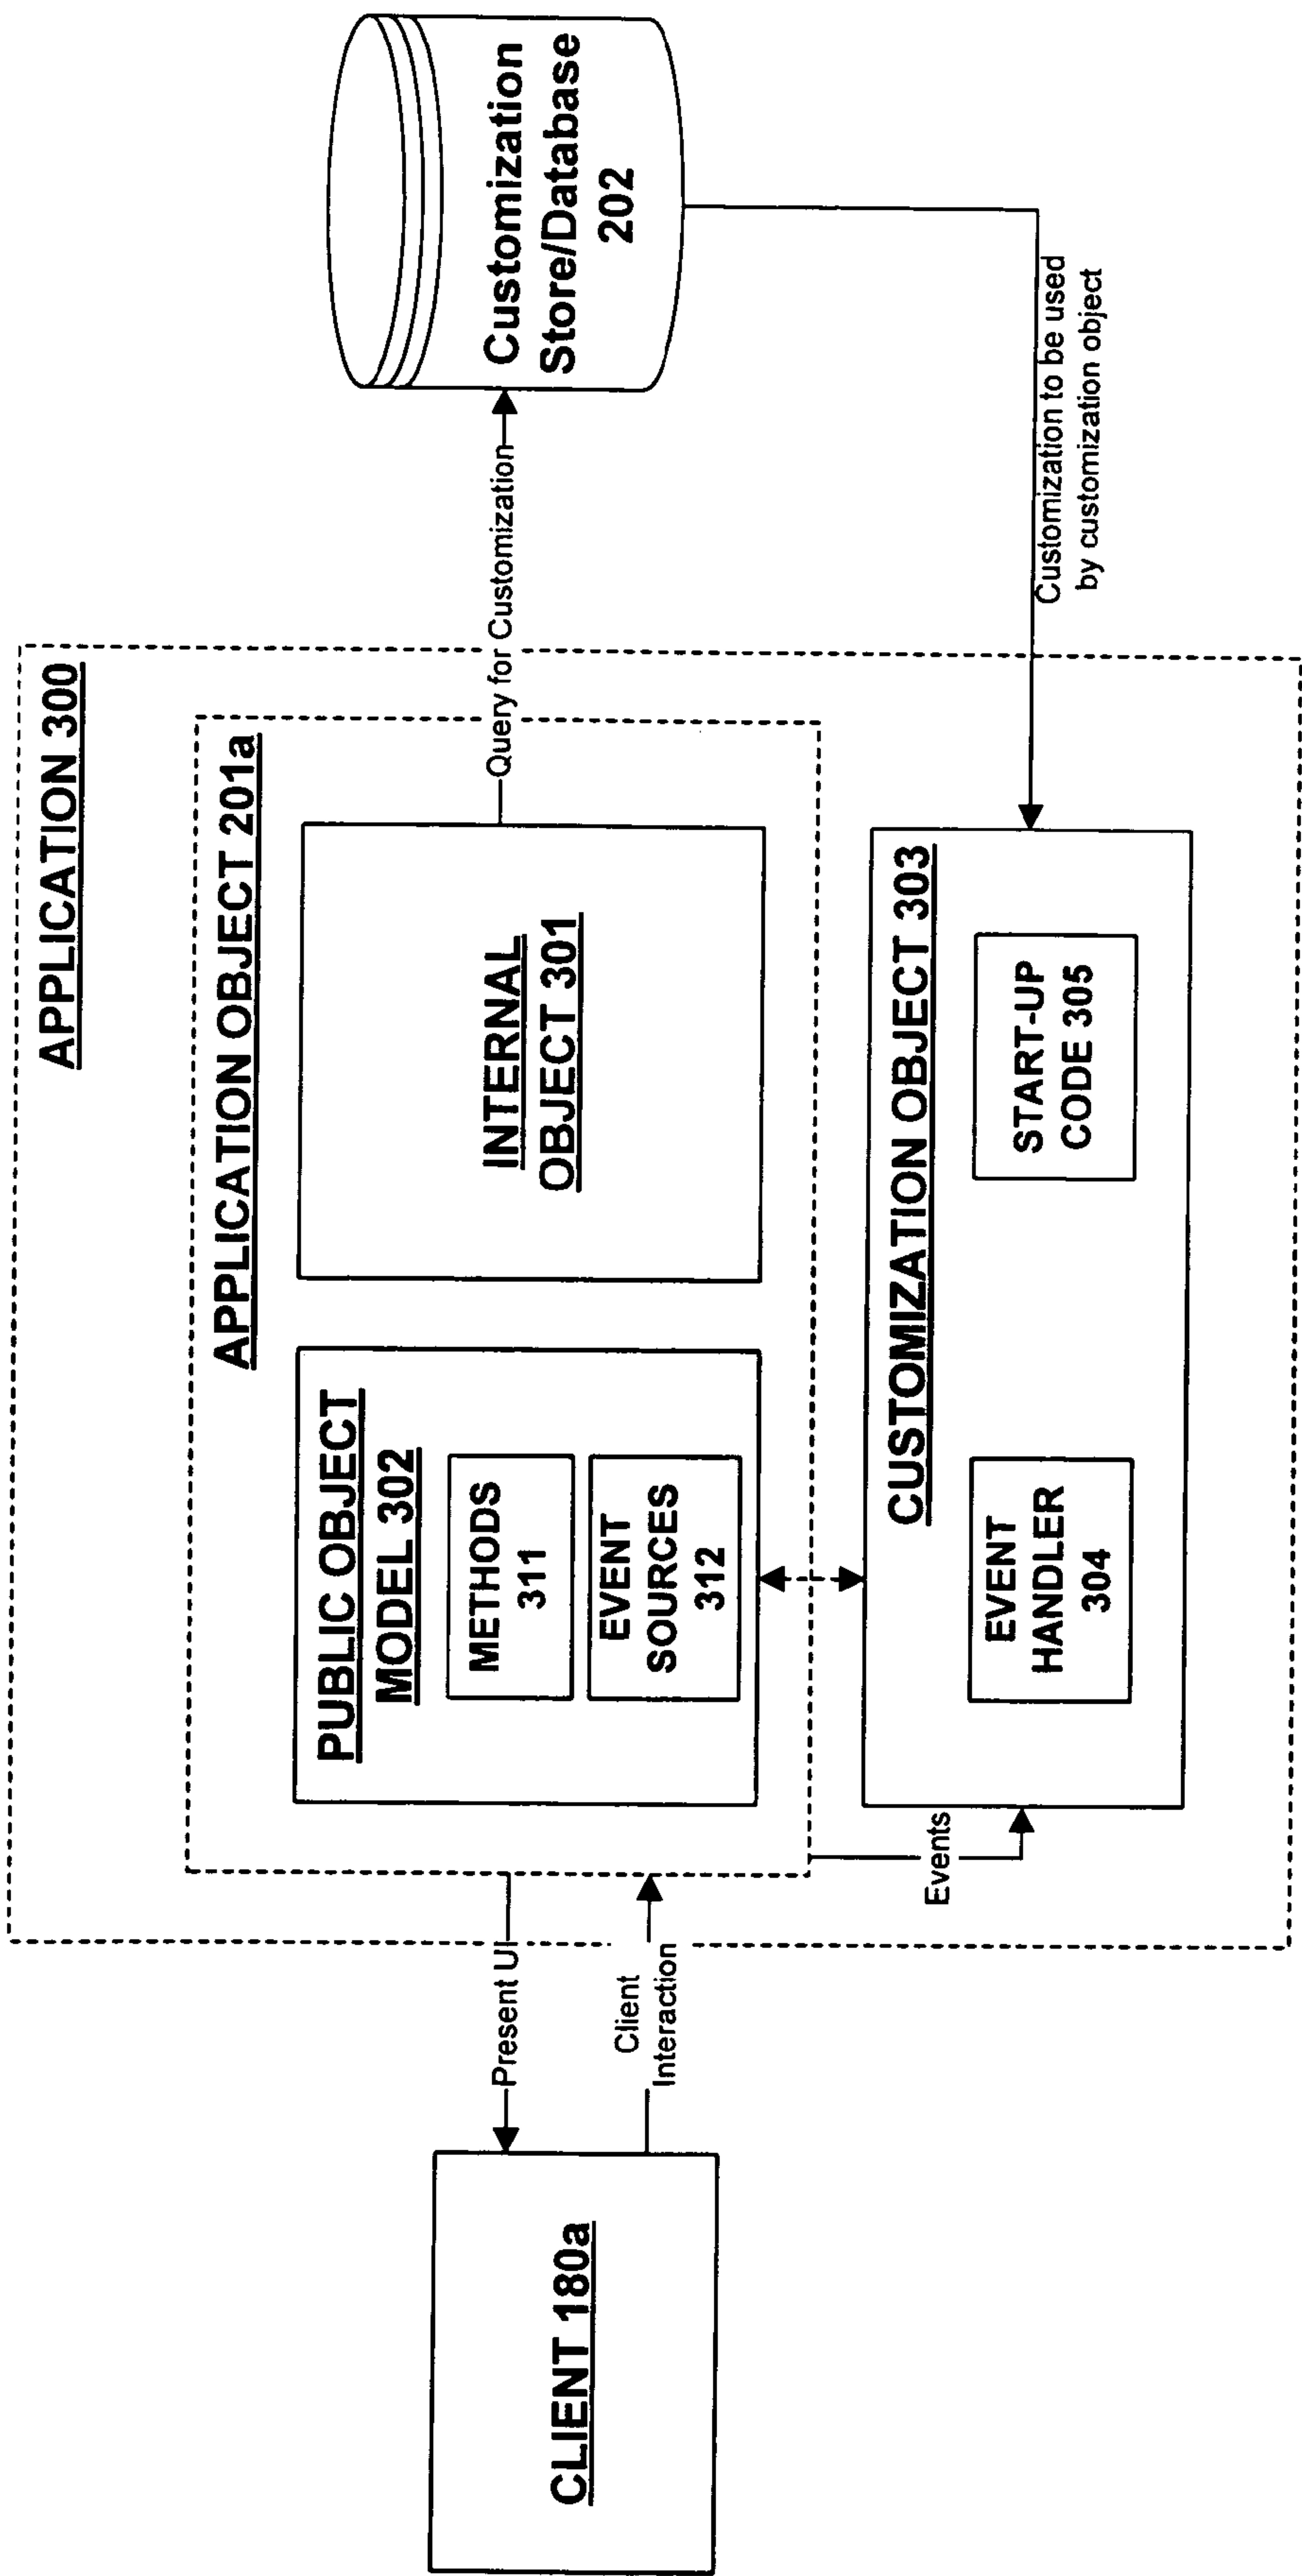 APPLICATION 300
APPLICATION OBJECT 201a
PUBLIC OBJECT
MODEL 302
METHODS
311
EVENT
SOURCES
312
INTERNAL
OBJECT 301
CUSTOMIZATION OBJECT 303
EVENT
HANDLER
304
START-UP
CODE 305
CLIENT 180a
Present U
Client
Interaction
Events
Query for Customization
Customization
Store/Database
202
Customization to be used
by customization object